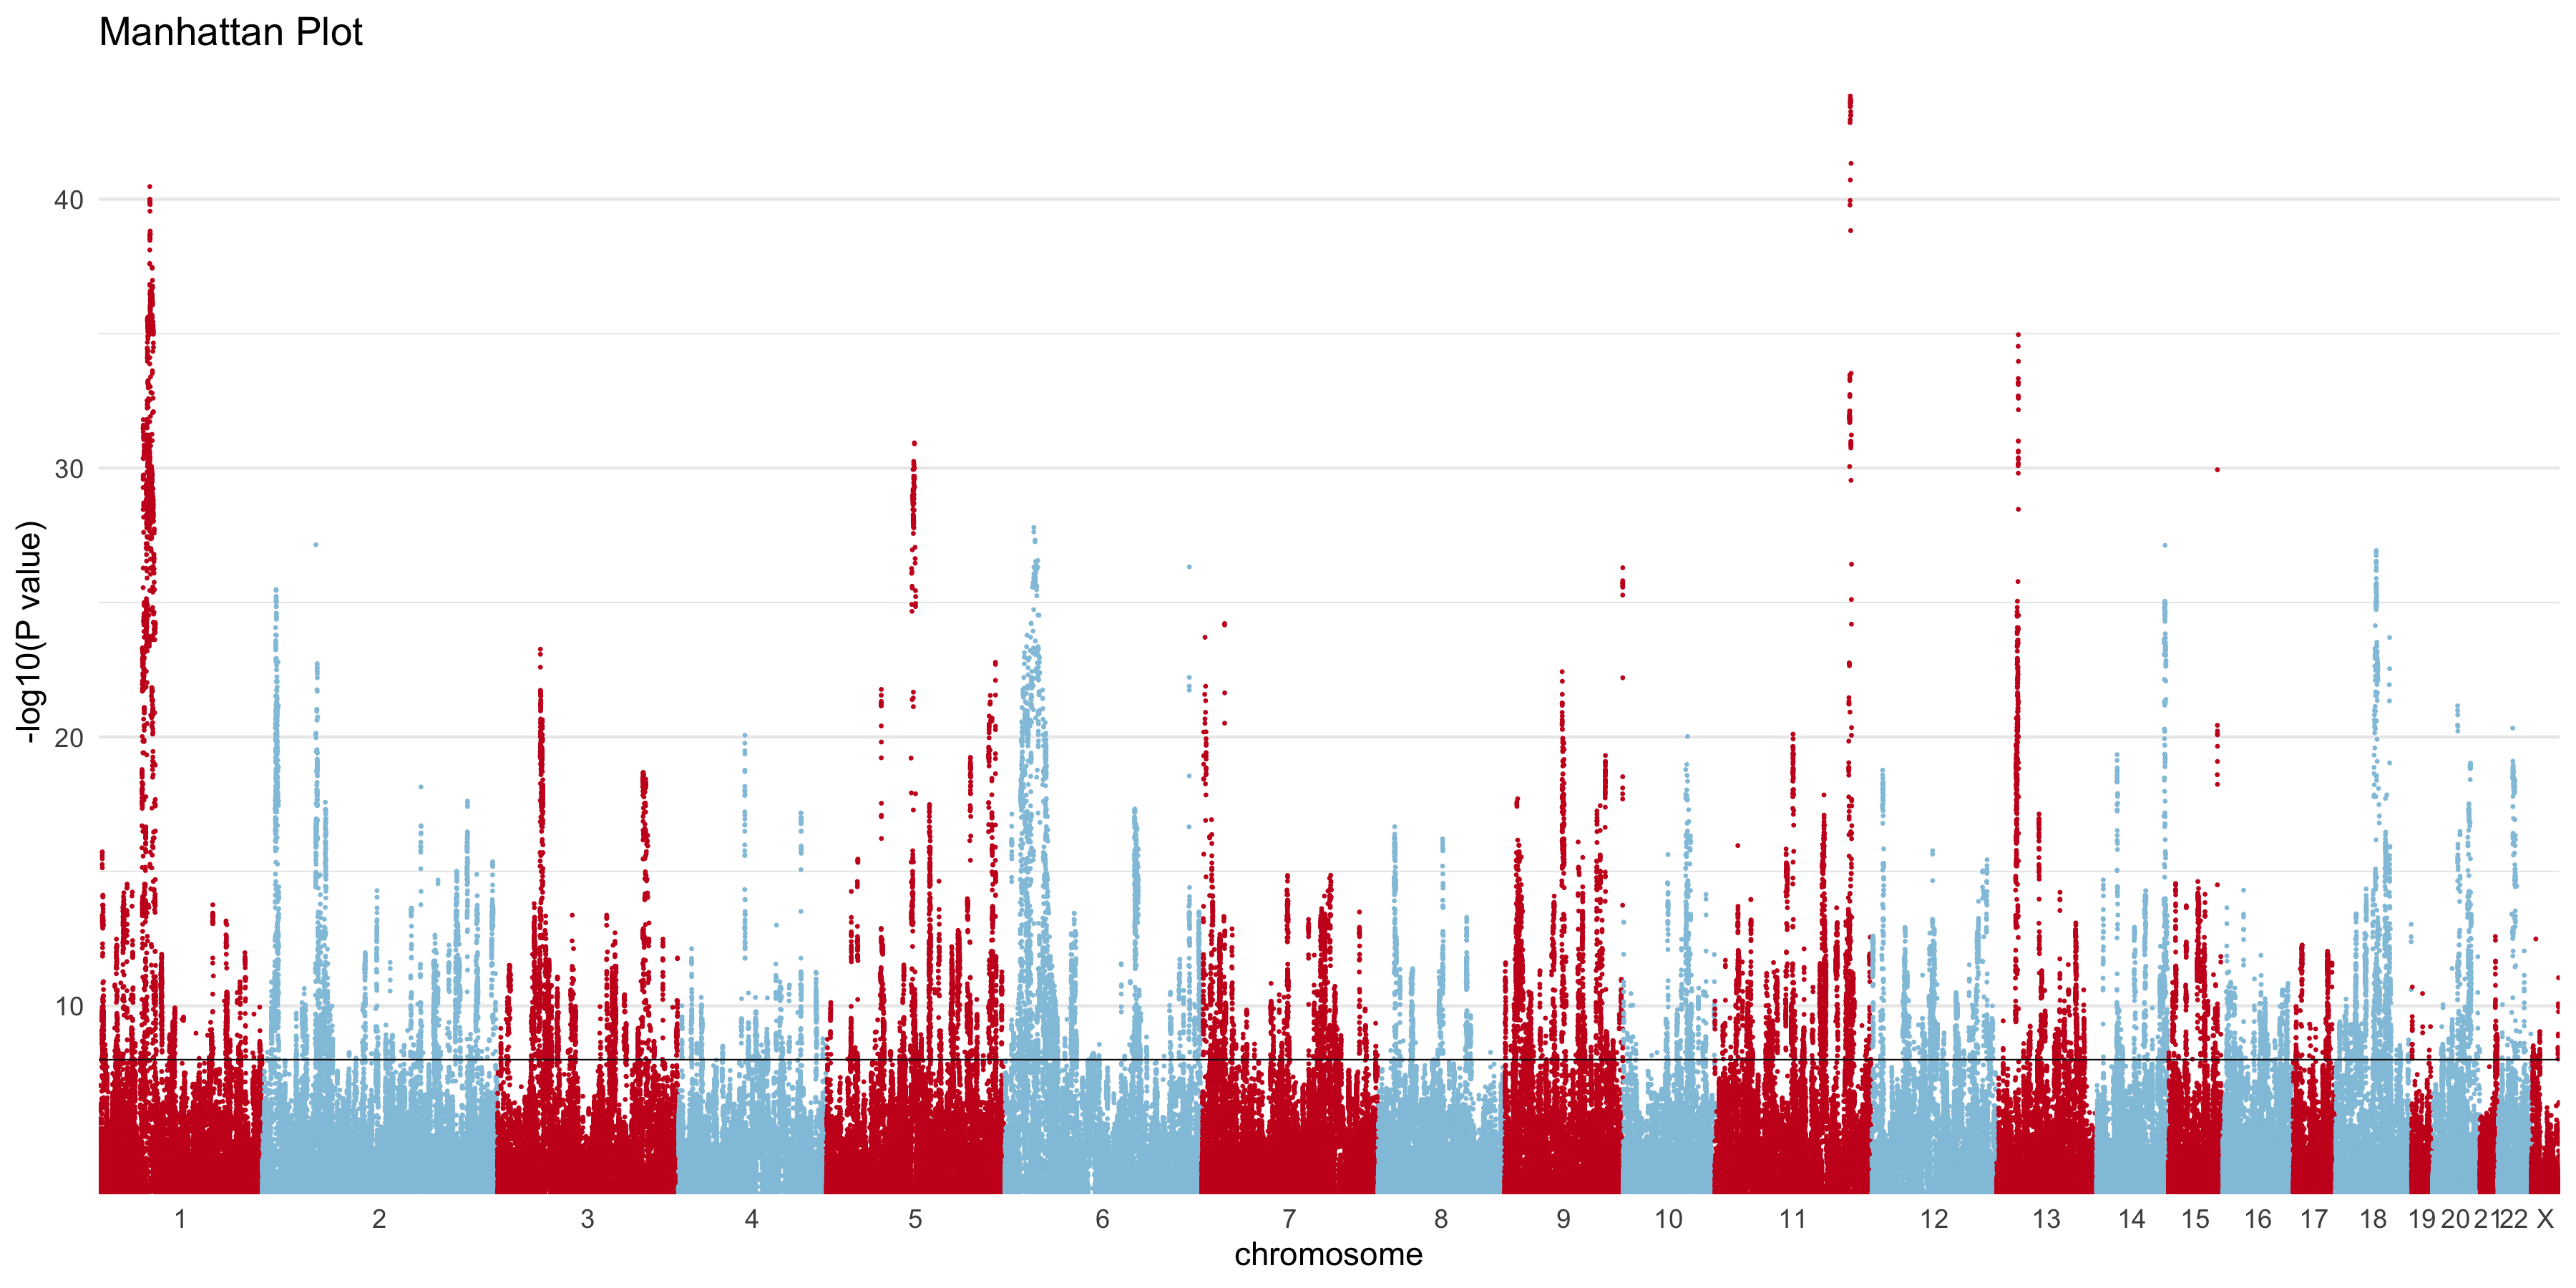 Manhattan Plot
-log10(P value)
40
30
20
10
1 2 3 4 5 6 7 8 9 10 11 12 13 14 15 16 17 18 19 20 21 22 X
chromosome